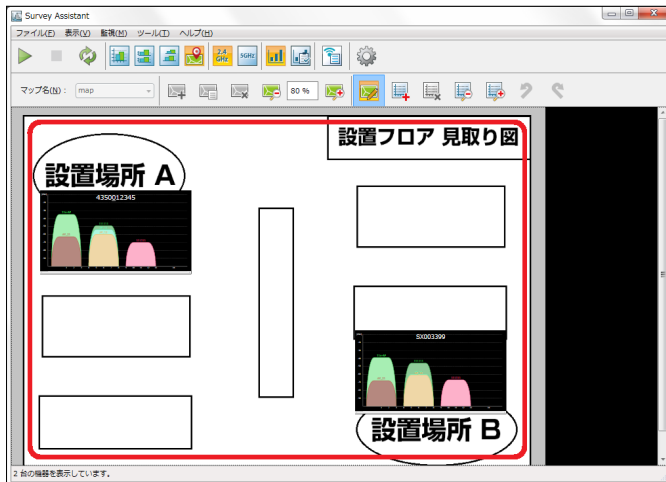 Survey Assistant
ファイル(F) 表示(V) 監視(M) ツール(T) ヘルプ(H)
2.4 GHz 5GHz
マップ名(N): map 80 %
設置フロア 見取り図
設置場所 A
4350012345
SX003399
設置場所 B
2 台の機器を表示しています。